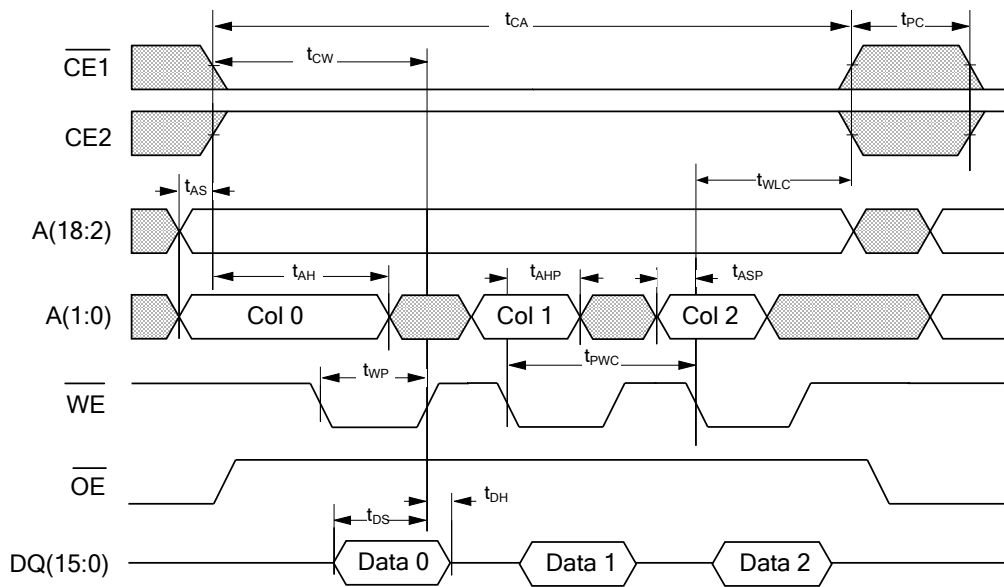 tCA
tPC
tCW
CE1
CE2
tAS
tWLC
A(18:2)
tAH
tAHP
tASP
A(1:0)
Col 0
Col 1
Col 2
tPWC
tWP
WE
OE
tDH
tDS
DQ(15:0)
Data 0
Data 1
Data 2